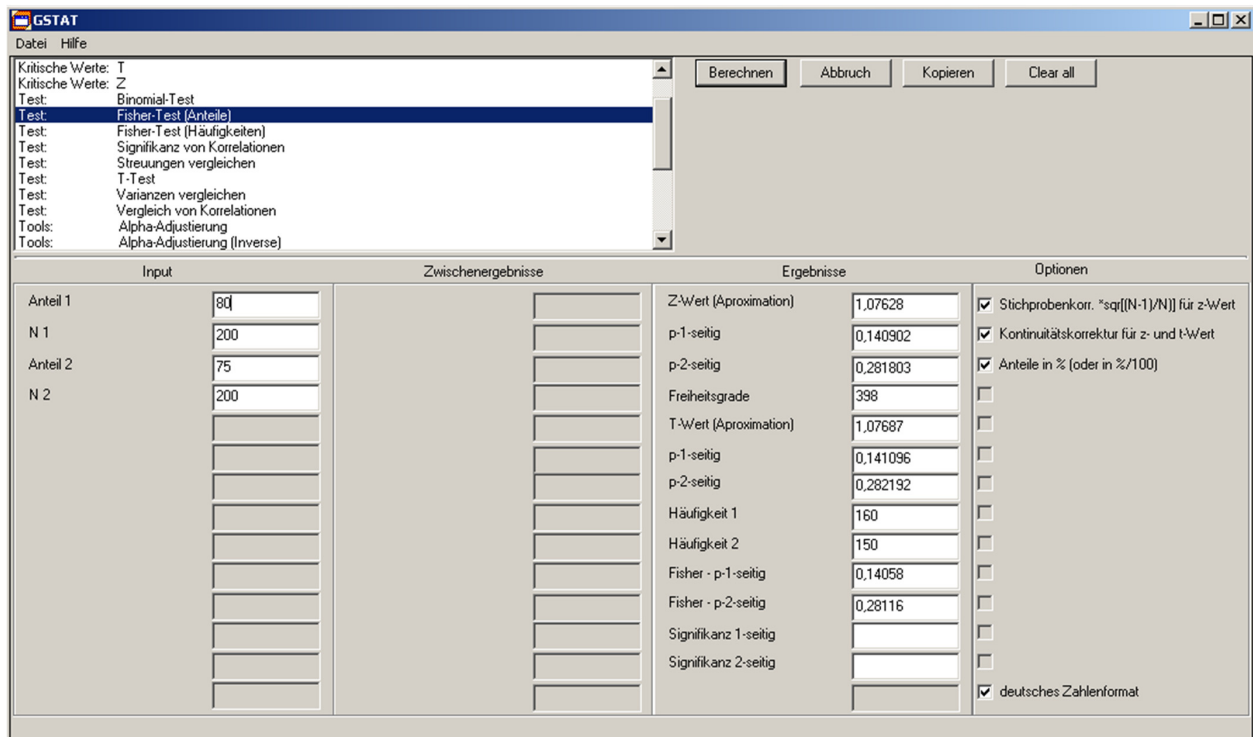 GSTAT
Datei Hilfe
Kritische Werte: T
Kritische Werte: Z
Test: Binomial-Test
Test: Fisher-Test (Anteile)
Test: Fisher-Test (Häufigkeiten)
Test: Signifikanz von Korrelationen
Test: Streuungen vergleichen
Test: T-Test
Test: Varianzen vergleichen
Test: Vergleich von Korrelationen
Tools: Alpha-Adjustierung
Tools: Alpha-Adjustierung (Inverse)
Berechnen Abbruch Kopieren Clear all
Input Zwischenergebnisse Ergebnisse Optionen
Anteil 1 80 Z-Wert (Aproximation) 1,07628 Stichprobenkorr. *sqr[(N-1)/N)] für z-Wert
N 1 200 p-1-seitig 0,140902 Kontinuitätskorrektur für z- und t-Wert
Anteil 2 75 p-2-seitig 0,281803 Anteile in % (oder in %/100)
N 2 200 Freiheitsgrade 398
T-Wert (Aproximation) 1,07687
p-1-seitig 0,141096
p-2-seitig 0,282192
Häufigkeit 1 160
Häufigkeit 2 150
Fisher - p-1-seitig 0,14058
Fisher - p-2-seitig 0,28116
Signifikanz 1-seitig
Signifikanz 2-seitig
deutsches Zahlenformat